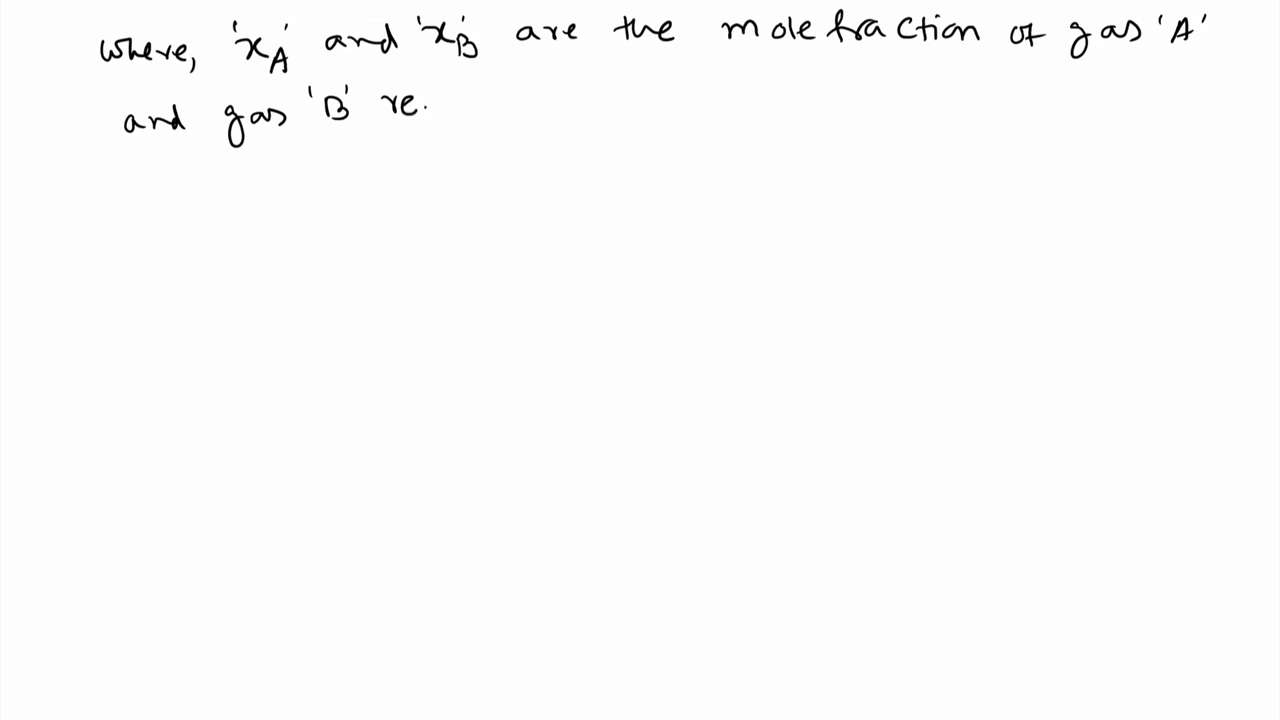 where, 'x_A' and 'x_B' are the mole fraction of gas 'A'
and gas 'B' re.